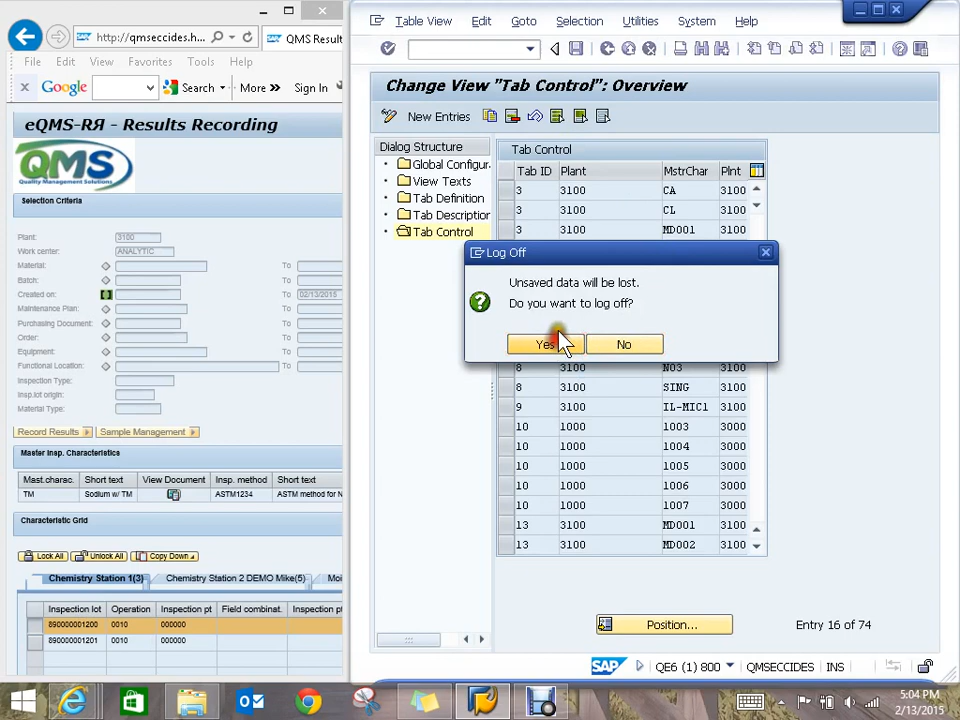 http://qmseccides.h...
QMS Resul
File Edit View Favorites Tools Help
x Google Search More » Sign In
eQMS-RЯ - Results Recording
QMS
Quality Management Solutions
Selection Criteria
Plant: 3100
Work center: ANALYTIC
Material: To
Batch: To
Created on: To 02/13/2015
Maintenance Plan: To
Purchasing Document: To
Order: To
Equipment: To
Functional Location: To
Inspection Type:
Insp.lot origin:
Material Type:
Record Results Sample Management
Master Insp. Characteristics
Mast.charac. Short text View Document Insp. method Short text
TM Sodium w/ TM ASTM1234 ASTM method for N
Characteristic Grid
Lock All Unlock All Copy Down
Chemistry Station 1(3) Chemistry Station 2 DEMO Mike(5) Moi
Inspection lot Operation Inspection pt Field combinat. Inspection pt
890000001200 0010 000000
890000001201 0010 000000
Table View Edit Goto Selection Utilities System Help
Change View "Tab Control": Overview
New Entries
Dialog Structure
Global Configur
View Texts
Tab Definition
Tab Description
Tab Control
Tab Control
Tab ID Plant MstrChar Plnt
3 3100 CA 3100
3 3100 CL 3100
3 3100 MD001 3100
Log Off
Unsaved data will be lost.
Do you want to log off?
Yes No
8 3100 N03 3100
8 3100 SING 3100
9 3100 IL-MIC1 3100
10 1000 1003 3000
10 1000 1004 3000
10 1000 1005 3000
10 1000 1006 3000
10 1000 1007 3000
13 3100 MD001 3100
13 3100 MD002 3100
Position... Entry 16 of 74
SAP QE6 (1) 800 QMSECCIDES INS
5:04 PM
2/13/2015